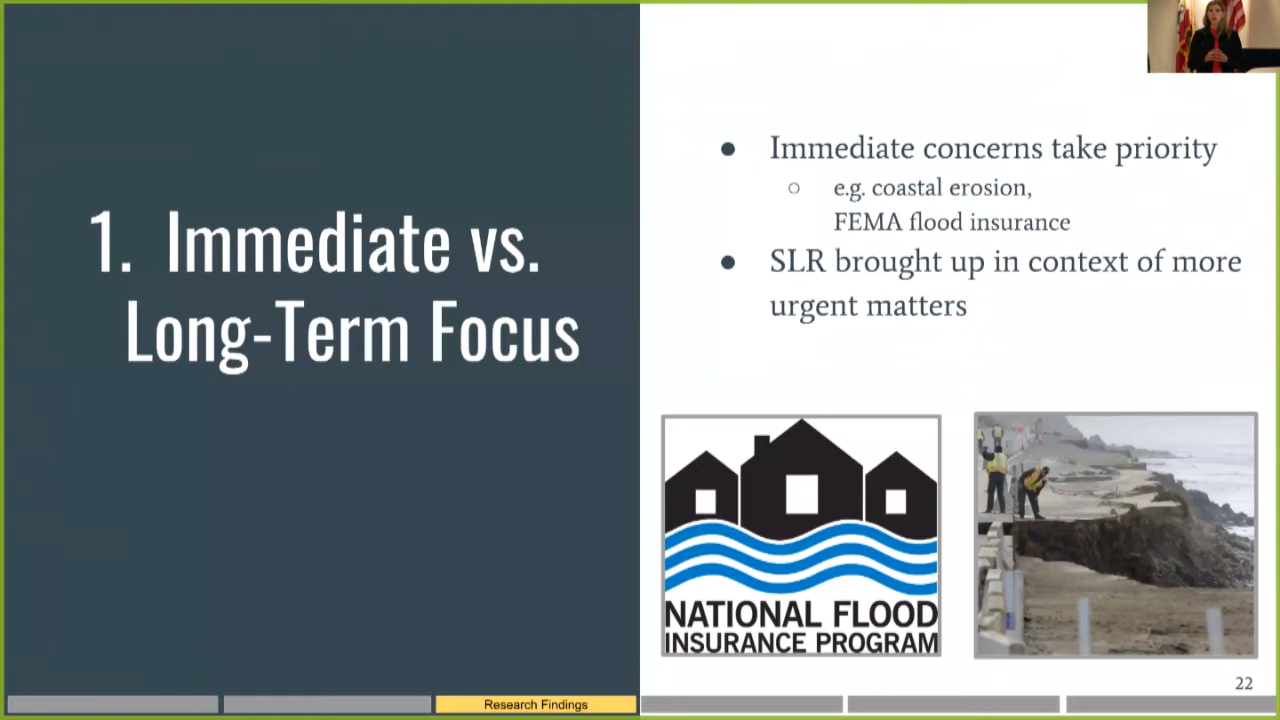 1. Immediate vs.
Long-Term Focus
● Immediate concerns take priority
○ e.g. coastal erosion,
FEMA flood insurance
● SLR brought up in context of more
urgent matters
NATIONAL FLOOD
INSURANCE PROGRAM
22
Research Findings